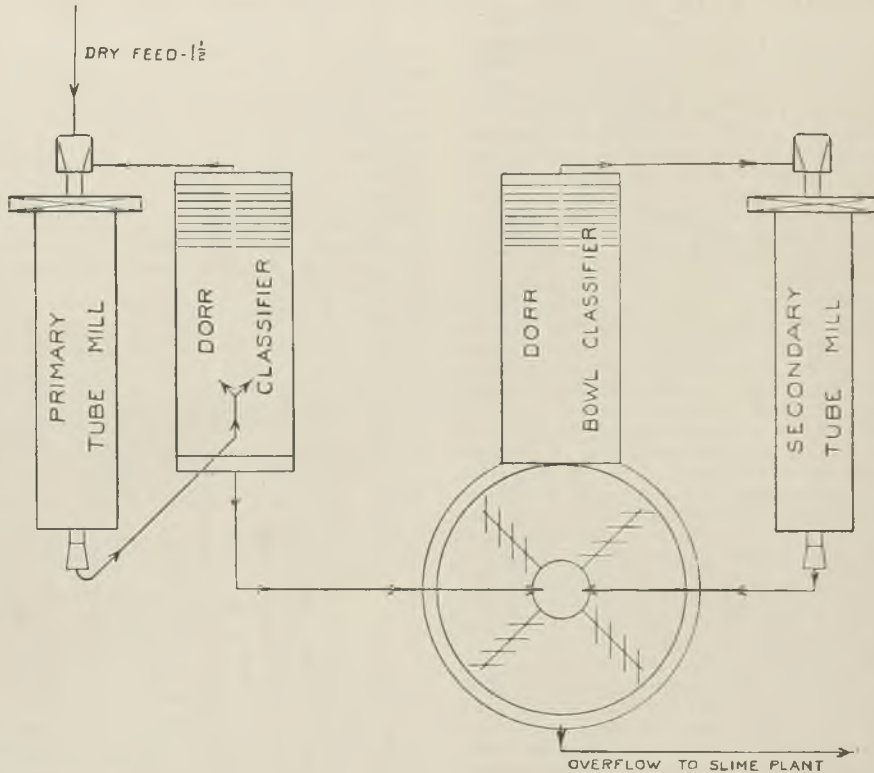 DRY FEED-1½
PRIMARY
TUBE MILL
DORR
CLASSIFIER
DORR
BOWL CLASSIFIER
SECONDARY
TUBE MILL
OVERFLOW TO SLIME PLANT